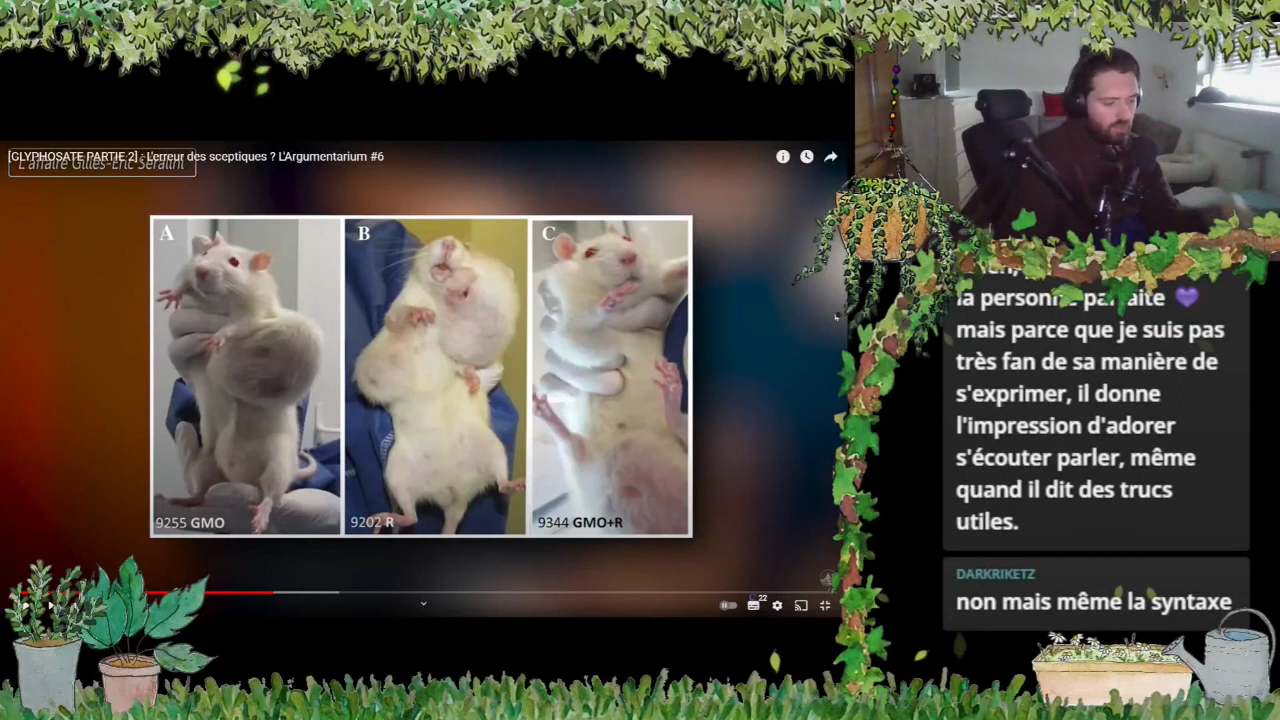 [GLYPHOSATE PARTIE 2] : L'erreur des sceptiques ? L'Argumentarium #6
L'affaire Gilles-Eric Séralini
A
B
C
9255 GMO
9202 R
9344 GMO+R
22
la personne parfaite 💜
mais parce que je suis pas
très fan de sa manière de
s'exprimer, il donne
l'impression d'adorer
s'écouter parler, même
quand il dit des trucs
utiles.
DARKRIKETZ
non mais même la syntaxe